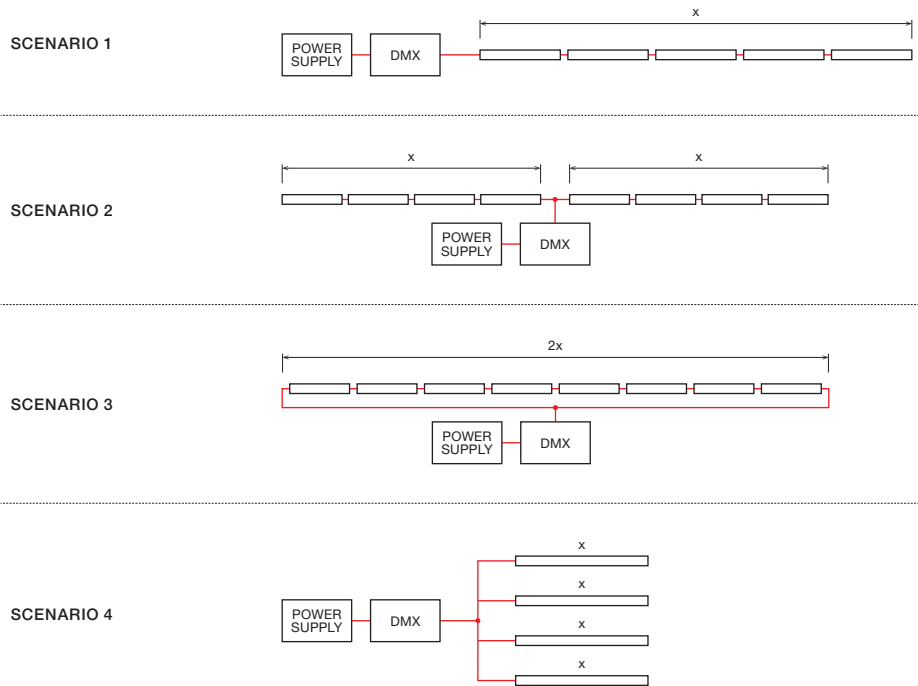 SCENARIO 1
POWER
SUPPLY
DMX
x
SCENARIO 2
x
x
POWER
SUPPLY
DMX
SCENARIO 3
2x
POWER
SUPPLY
DMX
SCENARIO 4
POWER
SUPPLY
DMX
x
x
x
x